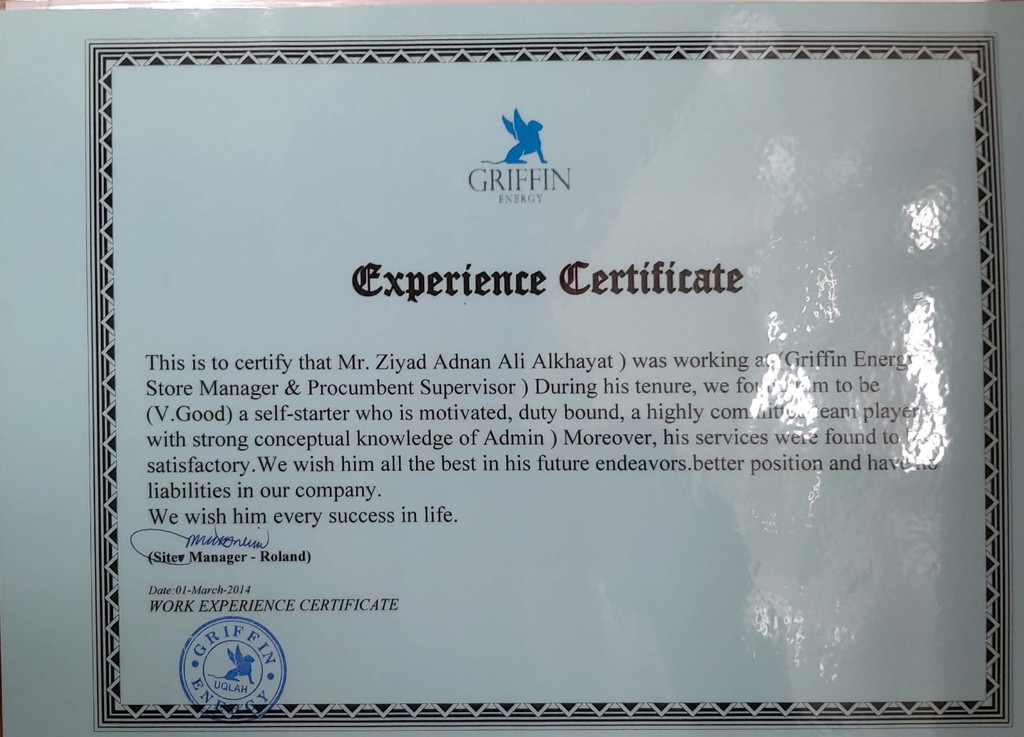 GRIFFIN
ENERGY
Experience Certificate
This is to certify that Mr. Ziyad Adnan Ali Alkhayat ) was working (Griffin
Store Manager & Procumbent Supervisor ) During his tenure, we to be
(V.Good) a self-starter who is motivated, duty bound, a highly team player
with strong conceptual knowledge of Admin ) Moreover, his services were found to
satisfactory.We wish him all the best in his future endeavors.better position and have no
liabilities in our company.
We wish him every success in life.
(Sitev Manager - Roland)
Date:01-March-2014
WORK EXPERIENCE CERTIFICATE
GRIFFIN
UQLAH
ENERGY